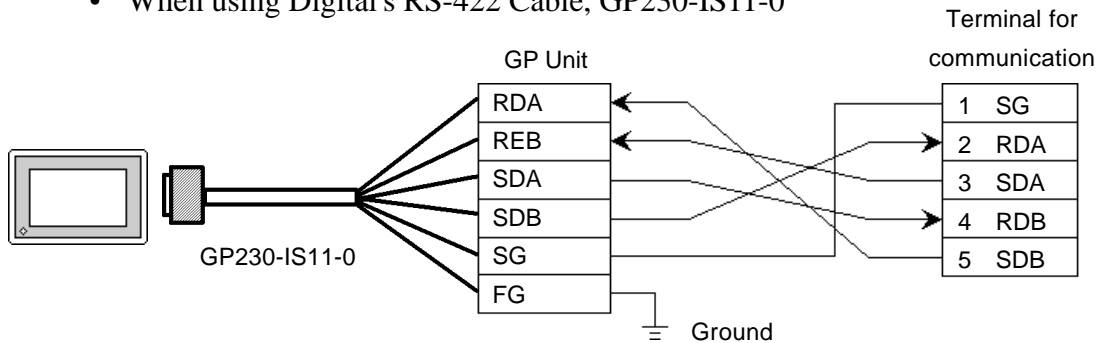 • When using Digital's RS-422 Cable, GP230-IS11-0
Terminal for
communication
GP Unit
RDA
REB
SDA
SDB
SG
FG
GP230-IS11-0
Ground
1 SG
2 RDA
3 SDA
4 RDB
5 SDB